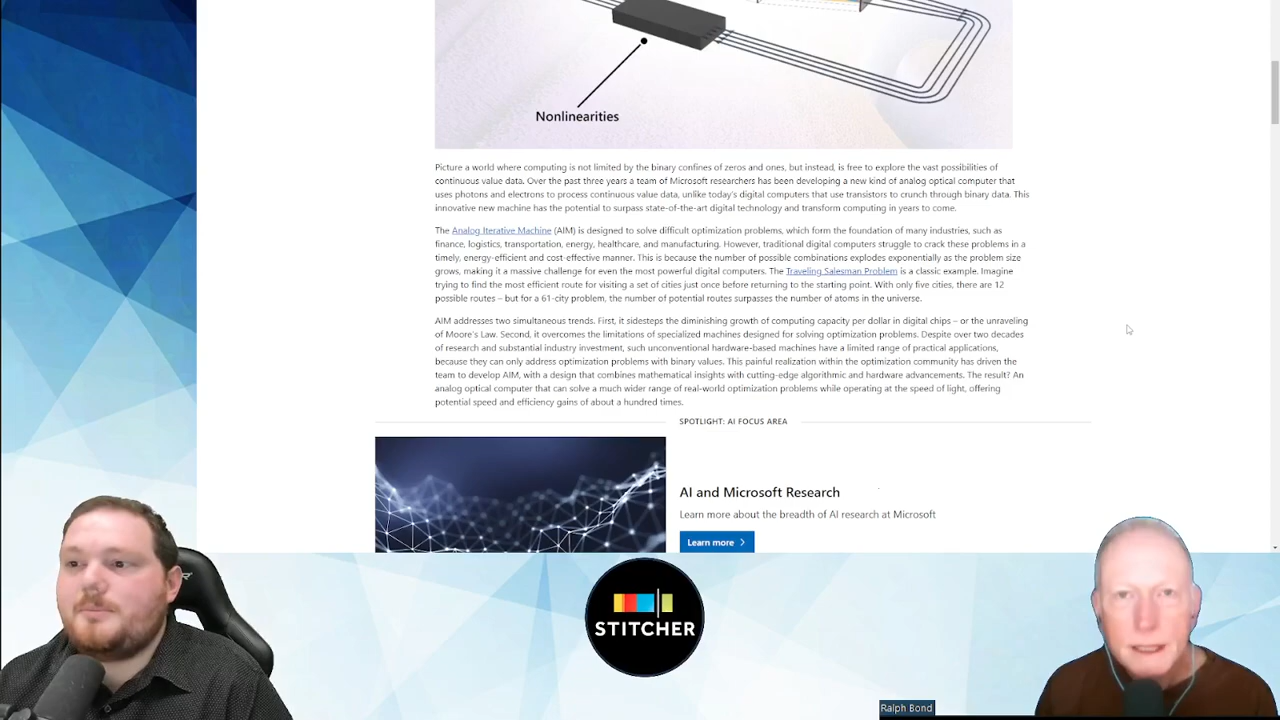 Nonlinearities
Picture a world where computing is not limited by the binary confines of zeros and ones, but instead, is free to explore the vast possibilities of
continuous value data. Over the past three years a team of Microsoft researchers has been developing a new kind of analog optical computer that
uses photons and electrons to process continuous value data, unlike today's digital computers that use transistors to crunch through binary data. This
innovative new machine has the potential to surpass state-of-the-art digital technology and transform computing in years to come.
The Analog Iterative Machine (AIM) is designed to solve difficult optimization problems, which form the foundation of many industries, such as
finance, logistics, transportation, energy, healthcare, and manufacturing. However, traditional digital computers struggle to crack these problems in a
timely, energy-efficient and cost-effective manner. This is because the number of possible combinations explodes exponentially as the problem size
grows, making it a massive challenge for even the most powerful digital computers. The Traveling Salesman Problem is a classic example. Imagine
trying to find the most efficient route for visiting a set of cities just once before returning to the starting point. With only five cities, there are 12
possible routes – but for a 61-city problem, the number of potential routes surpasses the number of atoms in the universe.
AIM addresses two simultaneous trends. First, it sidesteps the diminishing growth of computing capacity per dollar in digital chips – or the unraveling
of Moore's Law. Second, it overcomes the limitations of specialized machines designed for solving optimization problems. Despite over two decades
of research and substantial industry investment, such unconventional hardware-based machines have a limited range of practical applications,
because they can only address optimization problems with binary values. This painful realization within the optimization community has driven the
team to develop AIM, with a design that combines mathematical insights with cutting-edge algorithmic and hardware advancements. The result? An
analog optical computer that can solve a much wider range of real-world optimization problems while operating at the speed of light, offering
potential speed and efficiency gains of about a hundred times.
SPOTLIGHT: AI FOCUS AREA
AI and Microsoft Research
Learn more about the breadth of AI research at Microsoft
Learn more
STITCHER
Ralph Bond